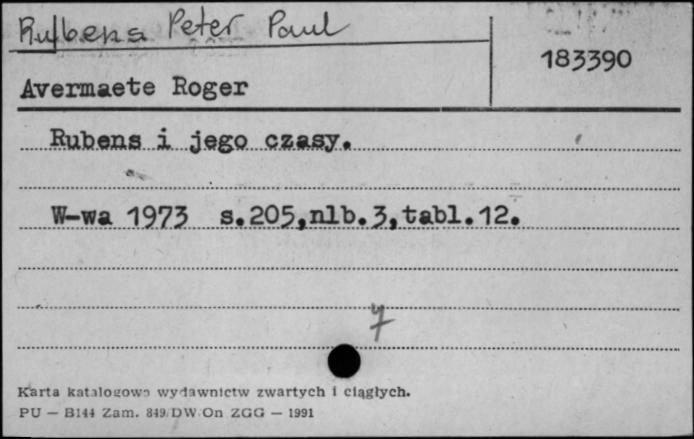 Rubens Peter Paul
183390
Avermaete Roger
Rubens i jego czasy.
W-wa 1973 s.205,nlb.3,tabl.12.
7
Karta katalogowa wydawnictw zwartych i ciągłych.
PU — B144 Zam. 849/DW/On ZGG — 1991